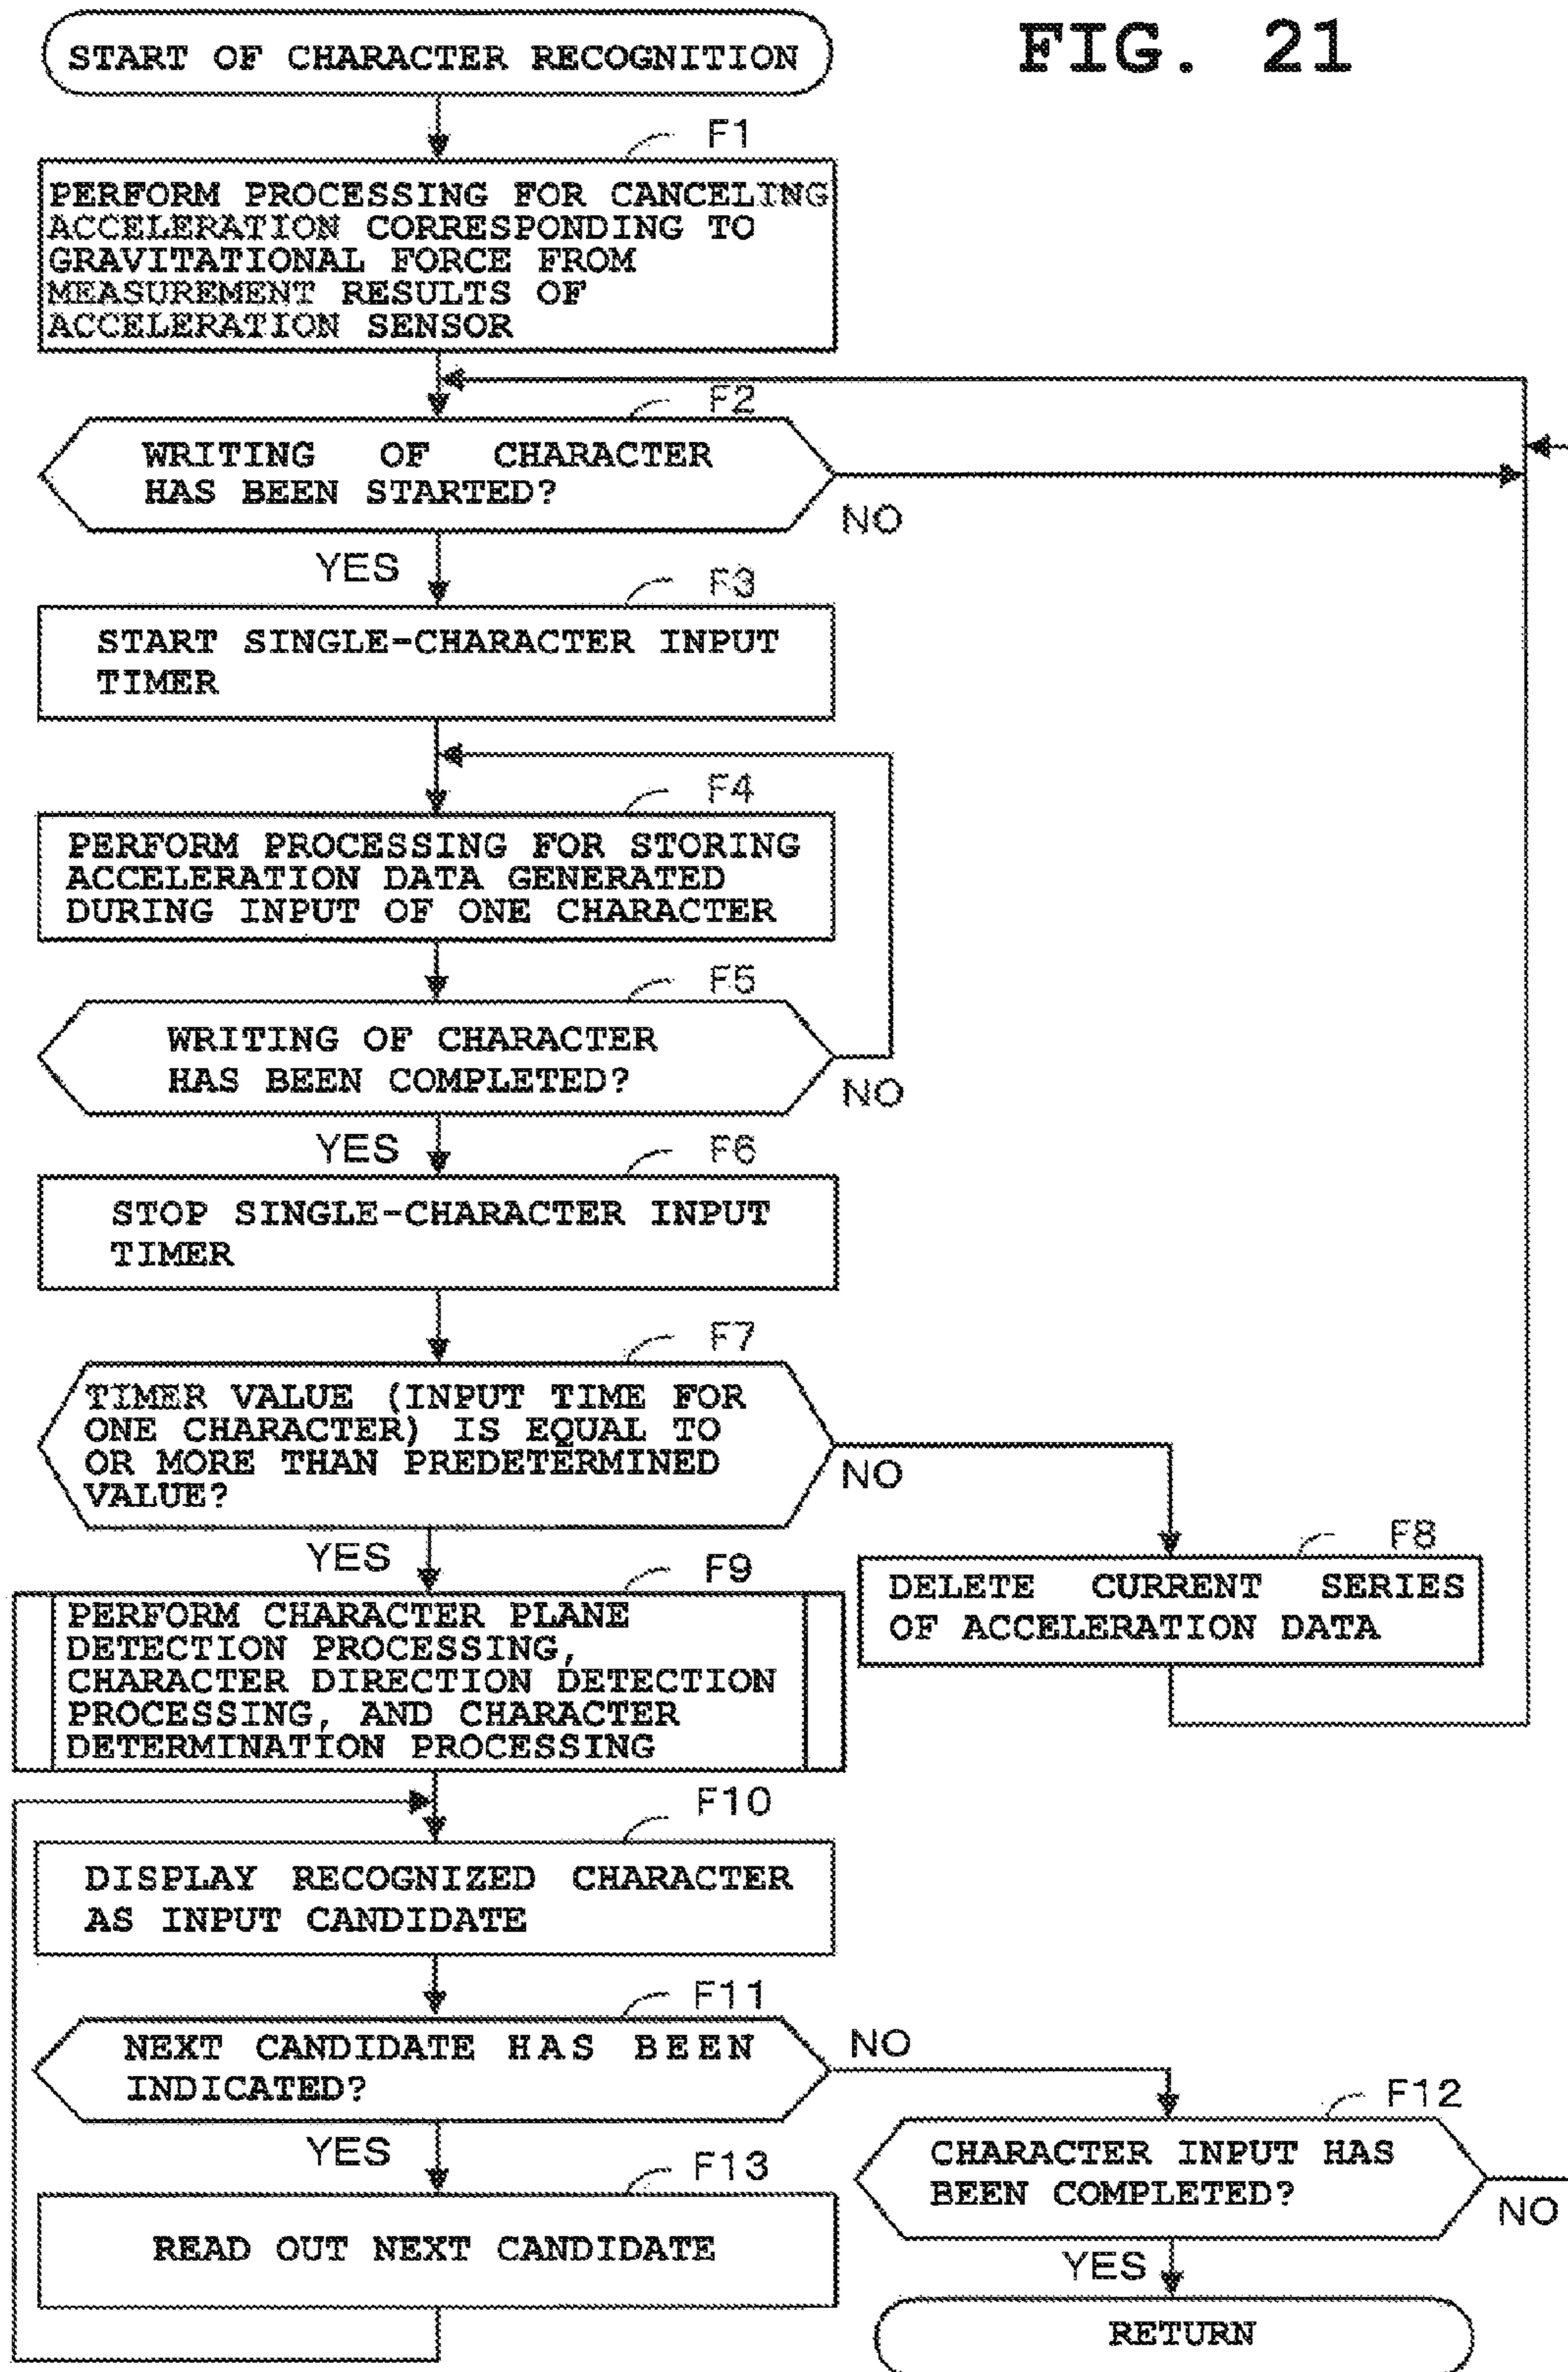 FIG. 21
START OF CHARACTER RECOGNITION
F1
PERFORM PROCESSING FOR CANCELING
ACCELERATION CORRESPONDING TO
GRAVITATIONAL FORCE FROM
MEASUREMENT RESULTS OF
ACCELERATION SENSOR
F2
WRITING OF CHARACTER
HAS BEEN STARTED?
NO
YES
F3
START SINGLE-CHARACTER INPUT
TIMER
F4
PERFORM PROCESSING FOR STORING
ACCELERATION DATA GENERATED
DURING INPUT OF ONE CHARACTER
F5
WRITING OF CHARACTER
HAS BEEN COMPLETED?
NO
YES
F6
STOP SINGLE-CHARACTER INPUT
TIMER
F7
TIMER VALUE (INPUT TIME FOR
ONE CHARACTER) IS EQUAL TO
OR MORE THAN PREDETERMINED
VALUE?
NO
YES
F8
DELETE CURRENT SERIES
OF ACCELERATION DATA
F9
PERFORM CHARACTER PLANE
DETECTION PROCESSING,
CHARACTER DIRECTION DETECTION
PROCESSING, AND CHARACTER
DETERMINATION PROCESSING
F10
DISPLAY RECOGNIZED CHARACTER
AS INPUT CANDIDATE
F11
NEXT CANDIDATE HAS BEEN
INDICATED?
NO
YES
F12
CHARACTER INPUT HAS
BEEN COMPLETED?
NO
YES
F13
READ OUT NEXT CANDIDATE
RETURN